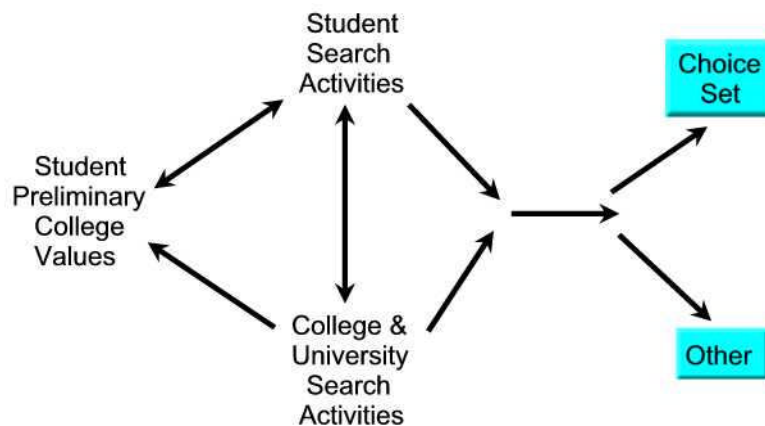 Student
Search
Activities
Choice
Set
Student
Preliminary
College
Values
College &
University
Search
Activities
Other